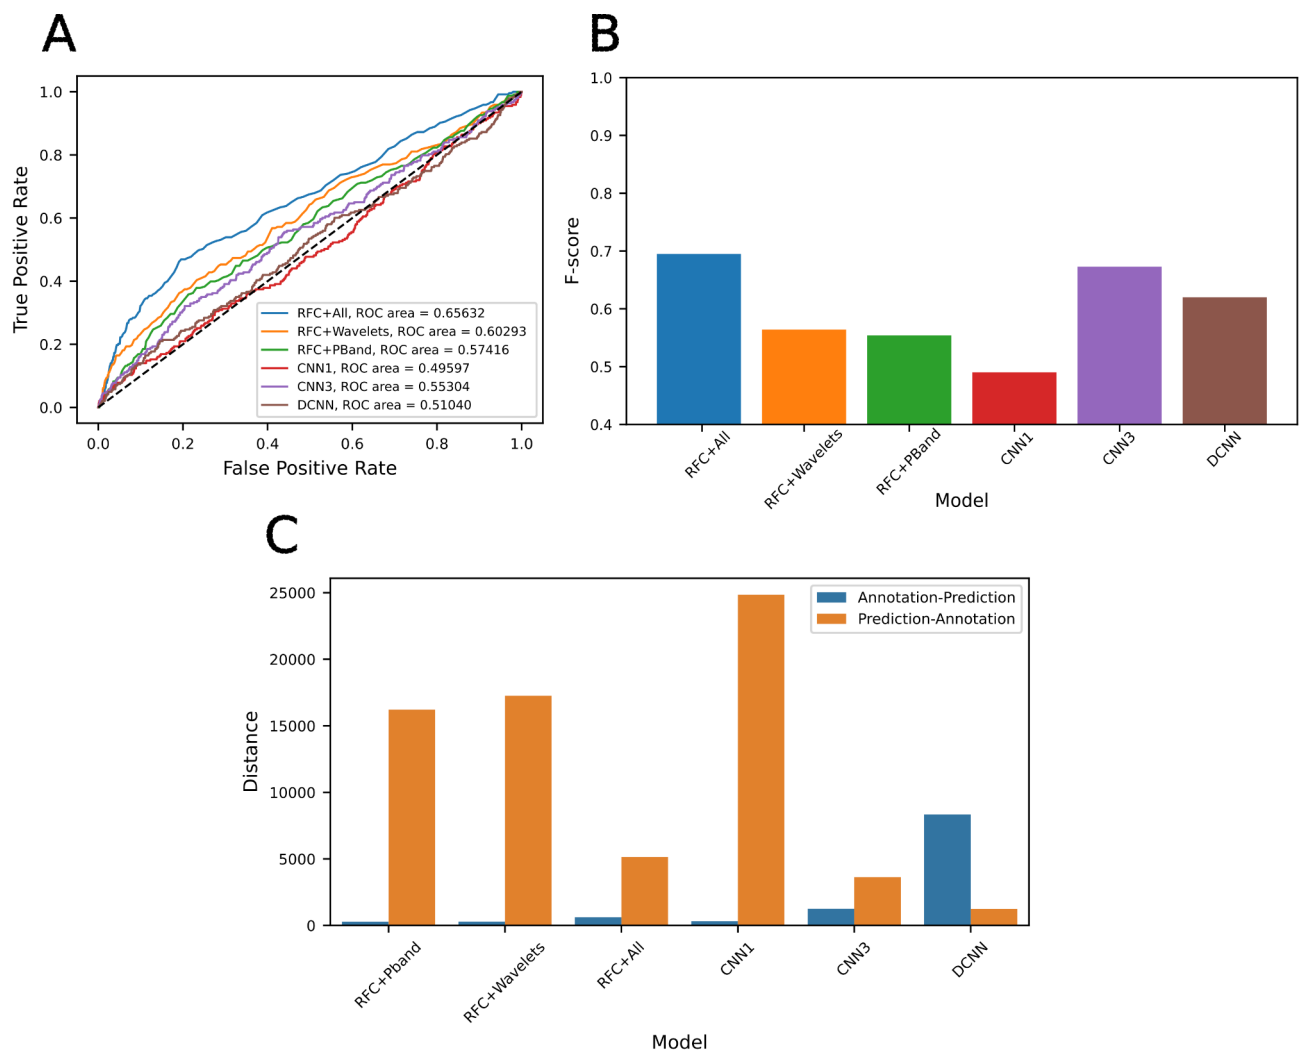 A
1.0
0.8
0.6
0.4
0.2
0.0
True Positive Rate
RFC+All, ROC area = 0.65632
RFC+Wavelets, ROC area = 0.60293
RFC+PBand, ROC area = 0.57416
CNN1, ROC area = 0.49597
CNN3, ROC area = 0.55304
DCNN, ROC area = 0.51040
0.0 0.2 0.4 0.6 0.8 1.0
False Positive Rate
B
1.0
0.9
0.8
0.7
0.6
0.5
0.4
F-score
RFC+All
RFC+Wavelets
RFC+PBand
CNN1
CNN3
DCNN
Model
C
25000
20000
15000
10000
5000
0
Distance
Annotation-Prediction
Prediction-Annotation
RFC+Pband
RFC+Wavelets
RFC+All
CNN1
CNN3
DCNN
Model